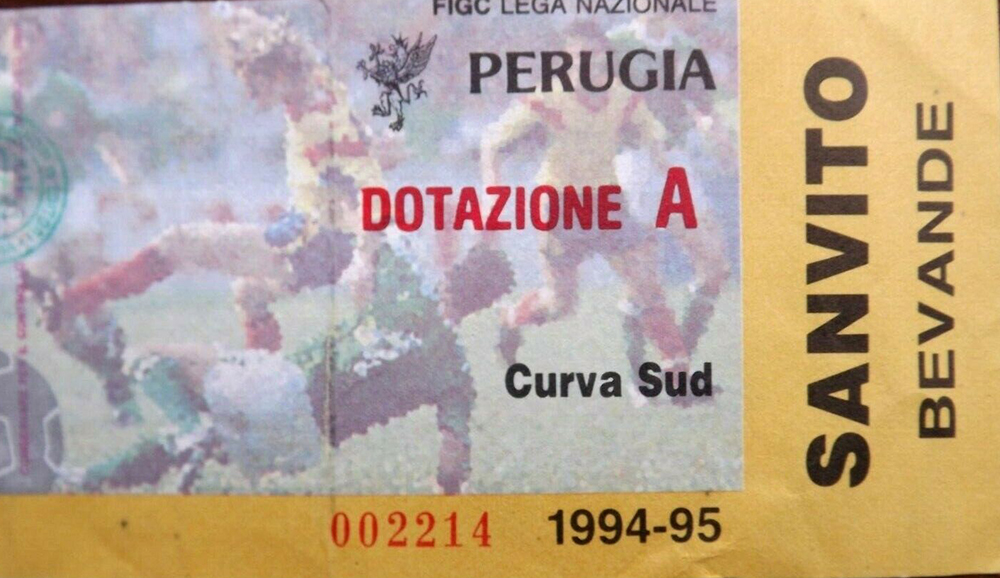 FIGC LEGA NAZIONALE
PERUGIA
DOTAZIONE A
Curva Sud
002214 1994-95
SANVITO
BEVANDE